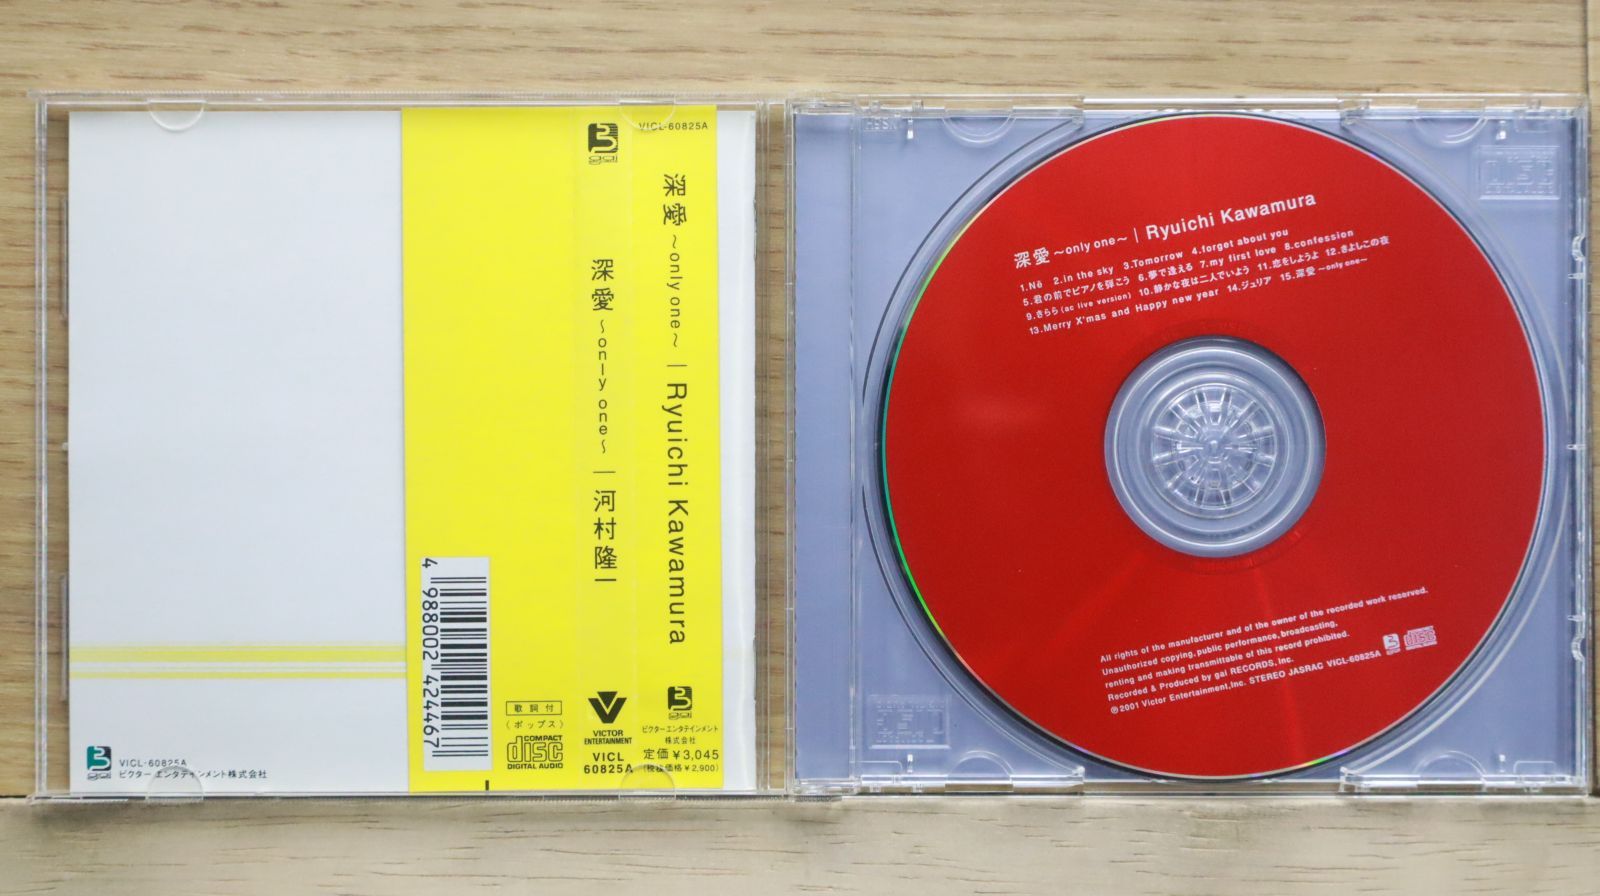 VICL-60825A
ビクター エンタテインメント株式会社
gai
VICL-60825A
深愛 ~only one~ | Ryuichi Kawamura
深愛 ~only one~ | 河村隆一
4 988002 424467
歌詞付
(ポップス)
COMPACT
disc
DIGITAL AUDIO
VICTOR
ENTERTAINMENT
VICL
60825A
gai
ビクターエンタテインメント
株式会社
定価 ¥3,045
(税抜価格 ¥2,900)
深愛 ~only one~ | Ryuichi Kawamura
1.Nē 2.in the sky 3.Tomorrow 4.forget about you
5.君の前でピアノを弾こう 6.夢で逢える 7.my first love 8.confession
9.きらら (ac live version) 10.静かな夜は二人でいよう 11.恋をしようよ 12.きよしこの夜
13.Merry X'mas and Happy new year 14.ジュリア 15.深愛 ~only one~
All rights of the manufacturer and of the owner of the recorded work reserved.
Unauthorized copying, public performance, broadcasting,
renting and making transmittable of this record prohibited.
Recorded & Produced by gai RECORDS, Inc.
℗© 2001 Victor Entertainment, Inc. STEREO JASRAC VICL-60825A